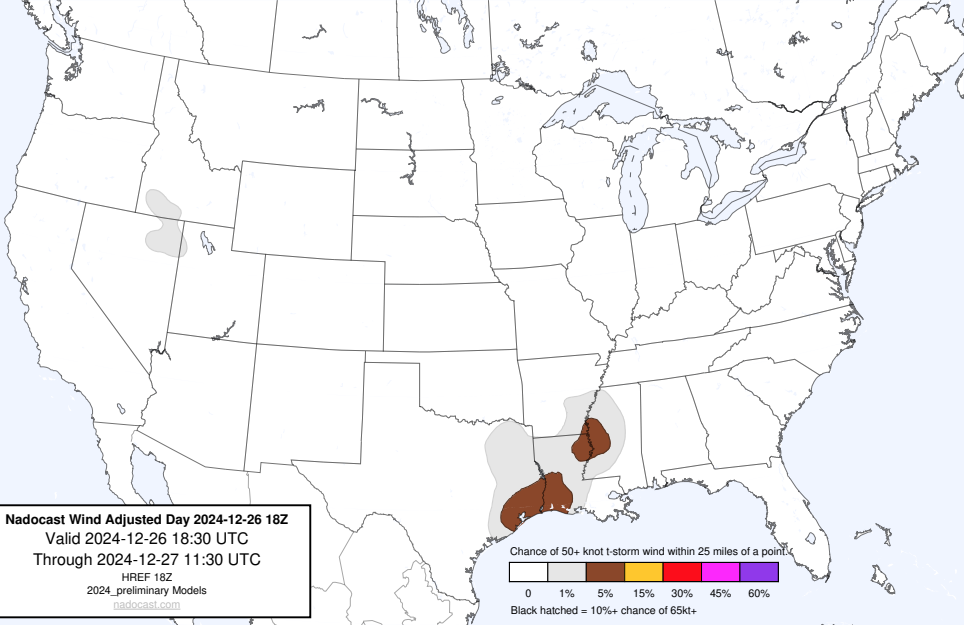 Nadocast Wind Adjusted Day 2024-12-26 18Z
Valid 2024-12-26 18:30 UTC
Through 2024-12-27 11:30 UTC
HREF 18Z
2024_preliminary Models
nadocast.com
Chance of 50+ knot t-storm wind within 25 miles of a point.
0 1% 5% 15% 30% 45% 60%
Black hatched = 10%+ chance of 65kt+